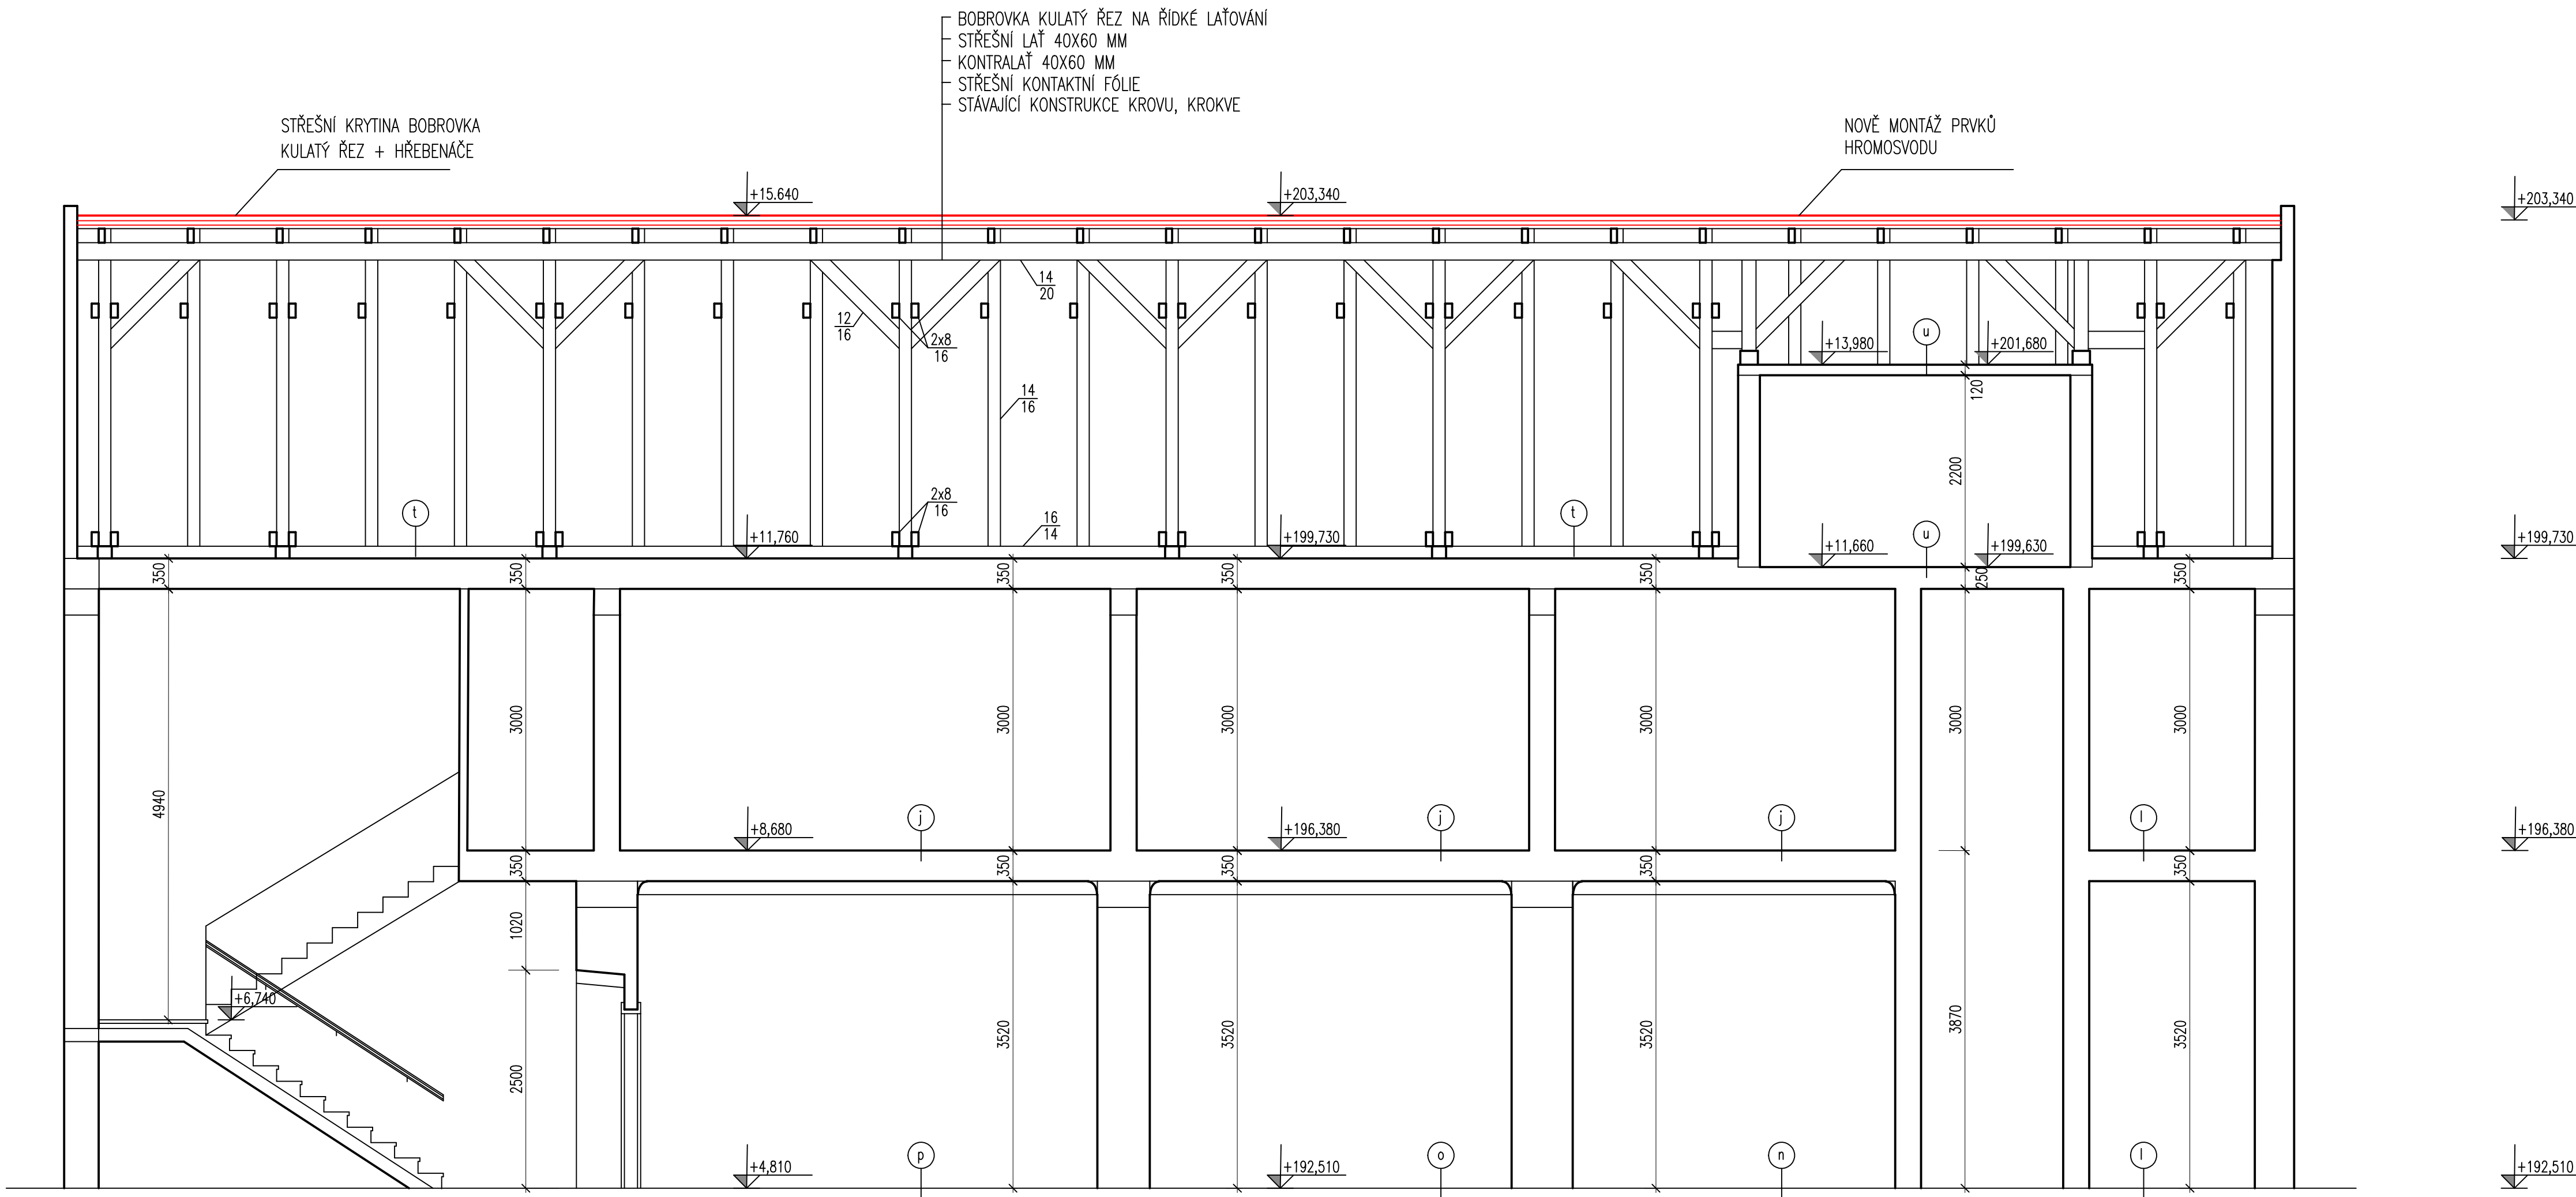 BOBROVKA KULATÝ ŘEZ NA ŘÍDKÉ LAŤOVÁNÍ
STŘEŠNÍ LAŤ 40X60 MM
KONTRALAŤ 40X60 MM
STŘEŠNÍ KONTAKTNÍ FÓLIE
STÁVAJÍCÍ KONSTRUKCE KROVU, KROKVE
STŘEŠNÍ KRYTINA BOBROVKA
KULATÝ ŘEZ + HŘEBENÁČE
NOVĚ MONTÁŽ PRVKŮ
HROMOSVODU
+15.640
+203,340
+203,340
14
20
12
16
2x8
16
14
16
+13,980
u
+201,680
120
2200
t
2x8
16
16
14
t
+11,760
+199,730
+11,660
u
+199,630
+199,730
350
350
350
350
350
250
350
3000
3000
3000
3000
3000
3000
4940
+8,680
j
+196,380
j
j
l
+196,380
350
350
350
350
350
1020
+6,740
2500
3520
3520
3520
3870
3520
+4,810
p
+192,510
o
n
l
+192,510